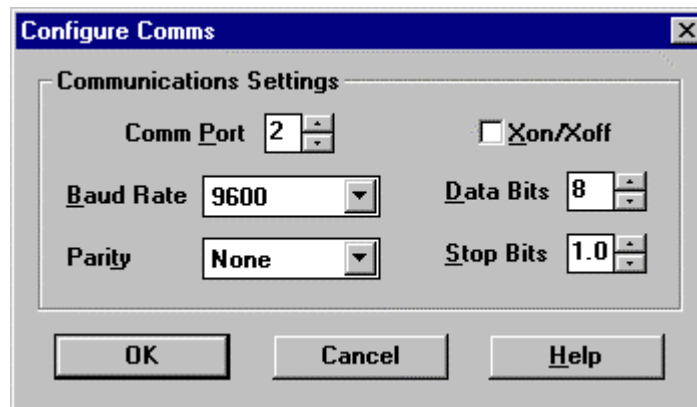 Configure Comms
Communications Settings
Comm Port 2 Xon/Xoff
Baud Rate 9600 Data Bits 8
Parity None Stop Bits 1.0
OK Cancel Help